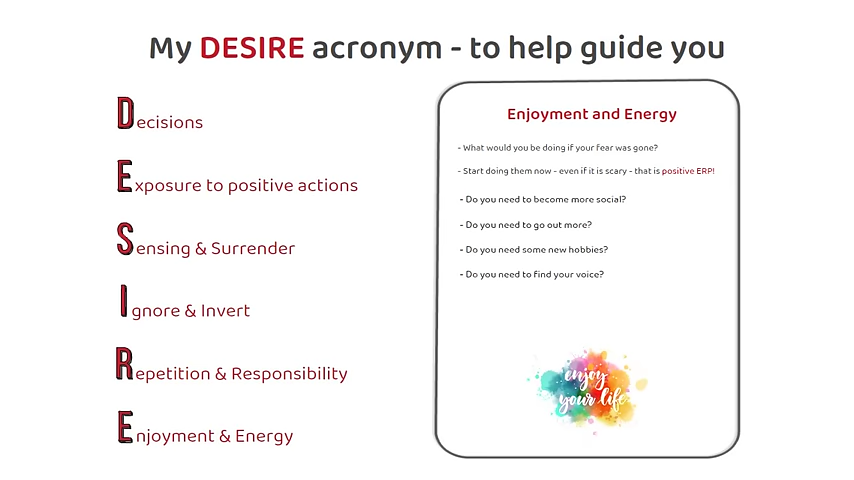 My DESIRE acronym - to help guide you
Decisions
Exposure to positive actions
Sensing & Surrender
Ignore & Invert
Repetition & Responsibility
Enjoyment & Energy
Enjoyment and Energy
- What would you be doing if your fear was gone?
- Start doing them now - even if it is scary - that is positive ERP!
- Do you need to become more social?
- Do you need to go out more?
- Do you need some new hobbies?
- Do you need to find your voice?
enjoy
your life